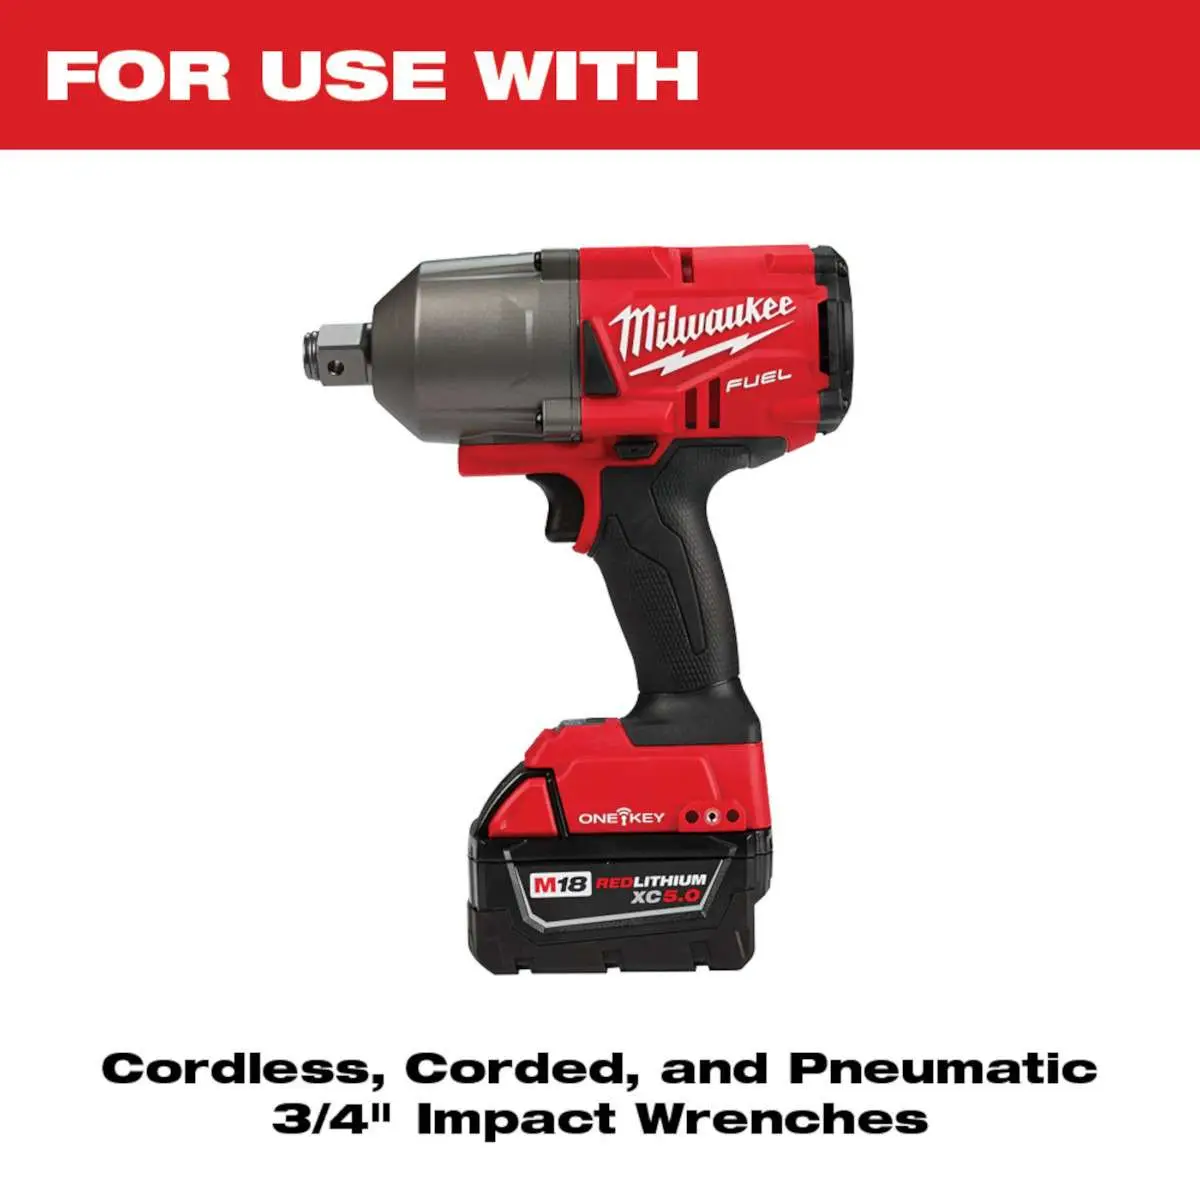 FOR USE WITH
Milwaukee
FUEL
ONE KEY
M18 REDLITHIUM
XC5.0
Cordless, Corded, and Pneumatic
3/4" Impact Wrenches